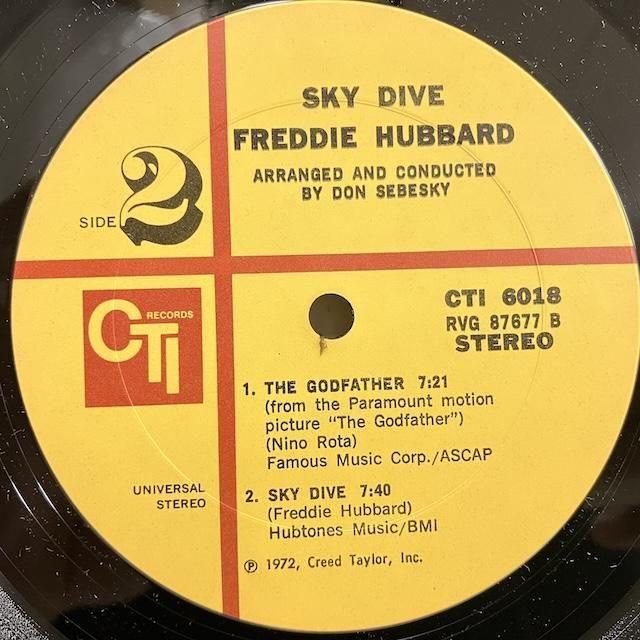 SKY DIVE
FREDDIE HUBBARD
ARRANGED AND CONDUCTED
BY DON SEBESKY
SIDE 2
CTI RECORDS
CTI 6018
RVG 87677 B
STEREO
1. THE GODFATHER 7:21
(from the Paramount motion
picture "The Godfather")
(Nino Rota)
Famous Music Corp./ASCAP
UNIVERSAL
STEREO
2. SKY DIVE 7:40
(Freddie Hubbard)
Hubtones Music/BMI
℗ 1972, Creed Taylor, Inc.